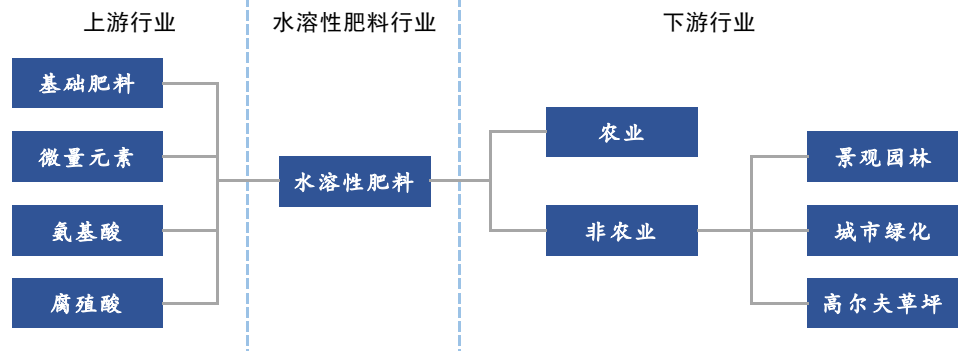 上游行业
水溶性肥料行业
下游行业
基础肥料
微量元素
氨基酸
腐殖酸
水溶性肥料
农业
非农业
景观园林
城市绿化
高尔夫草坪